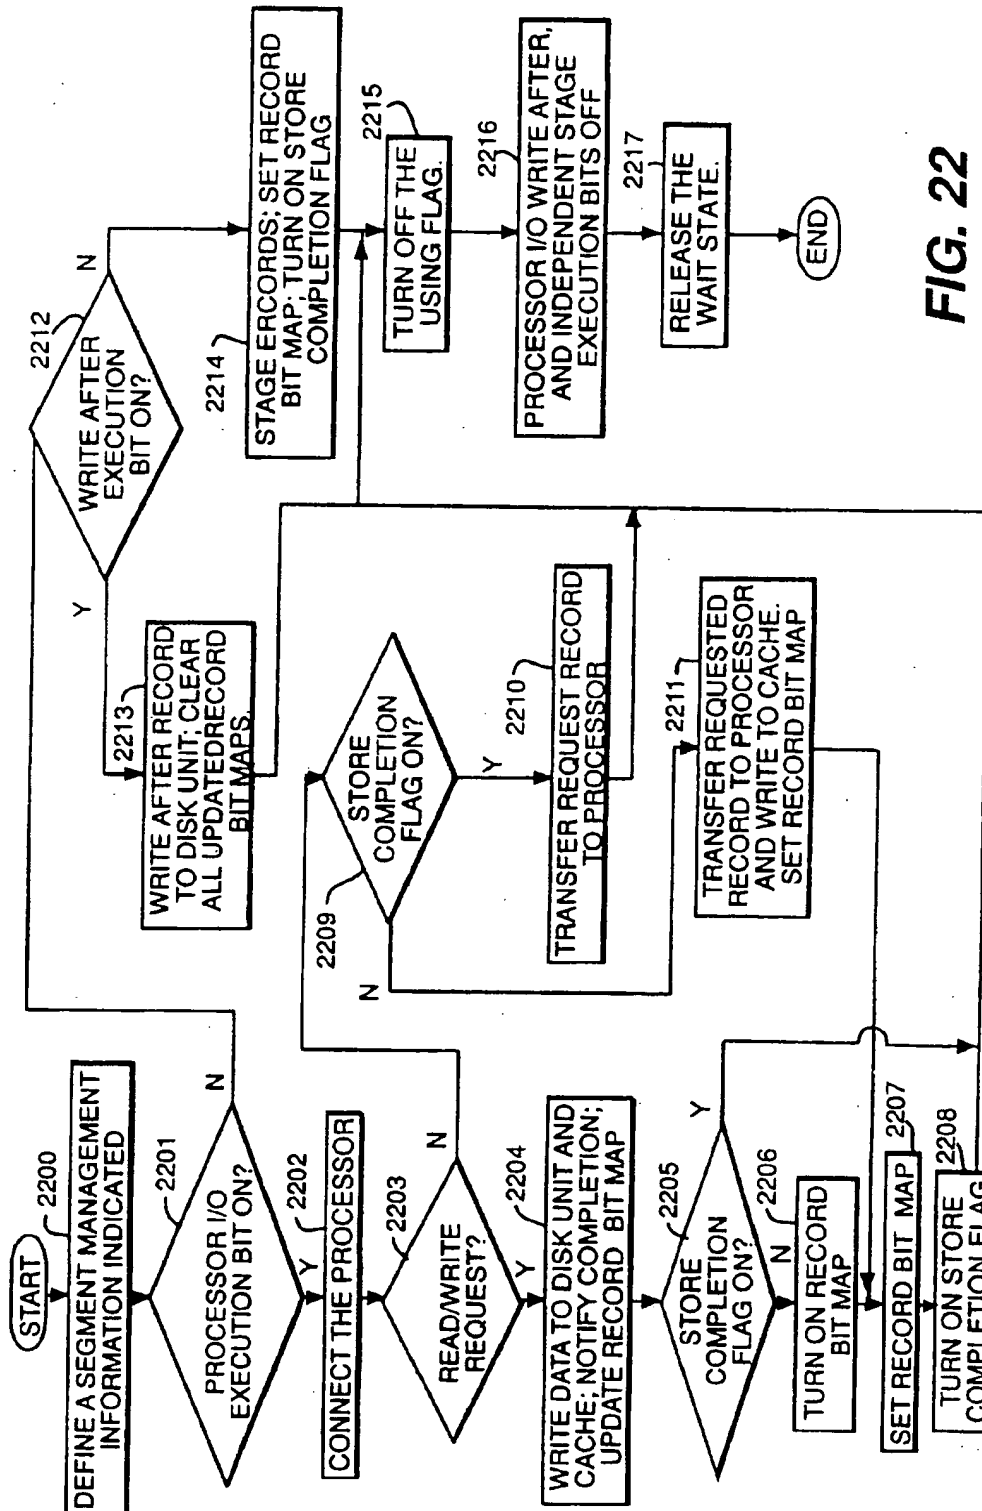 START
2200
DEFINE A SEGMENT MANAGEMENT
INFORMATION INDICATED
2201
PROCESSOR I/O
EXECUTION BIT ON?
N
Y
2202
CONNECT THE PROCESSOR
2203
READ/WRITE
REQUEST?
N
Y
2204
WRITE DATA TO DISK UNIT AND
CACHE; NOTIFY COMPLETION;
UPDATE RECORD BIT MAP
2205
STORE
COMPLETION
FLAG ON?
Y
N
2206
TURN ON RECORD
BIT MAP
2207
SET RECORD BIT MAP
2208
TURN ON STORE
COMPLETION FLAG
2209
STORE
COMPLETION
FLAG ON?
Y
N
2210
TRANSFER REQUEST RECORD
TO PROCESSOR
2211
TRANSFER REQUESTED
RECORD TO PROCESSOR
AND WRITE TO CACHE.
SET RECORD BIT MAP
2212
WRITE AFTER
EXECUTION
BIT ON?
Y
N
2213
WRITE AFTER RECORD
TO DISK UNIT; CLEAR
ALL UPDATEDRECORD
BIT MAPS.
2214
STAGE ERCORDS; SET RECORD
BIT MAP; TURN ON STORE
COMPLETION FLAG
2215
TURN OFF THE
USING FLAG.
2216
PROCESSOR I/O WRITE AFTER,
AND INDEPENDENT STAGE
EXECUTION BITS OFF
2217
RELEASE THE
WAIT STATE.
END
FIG. 22